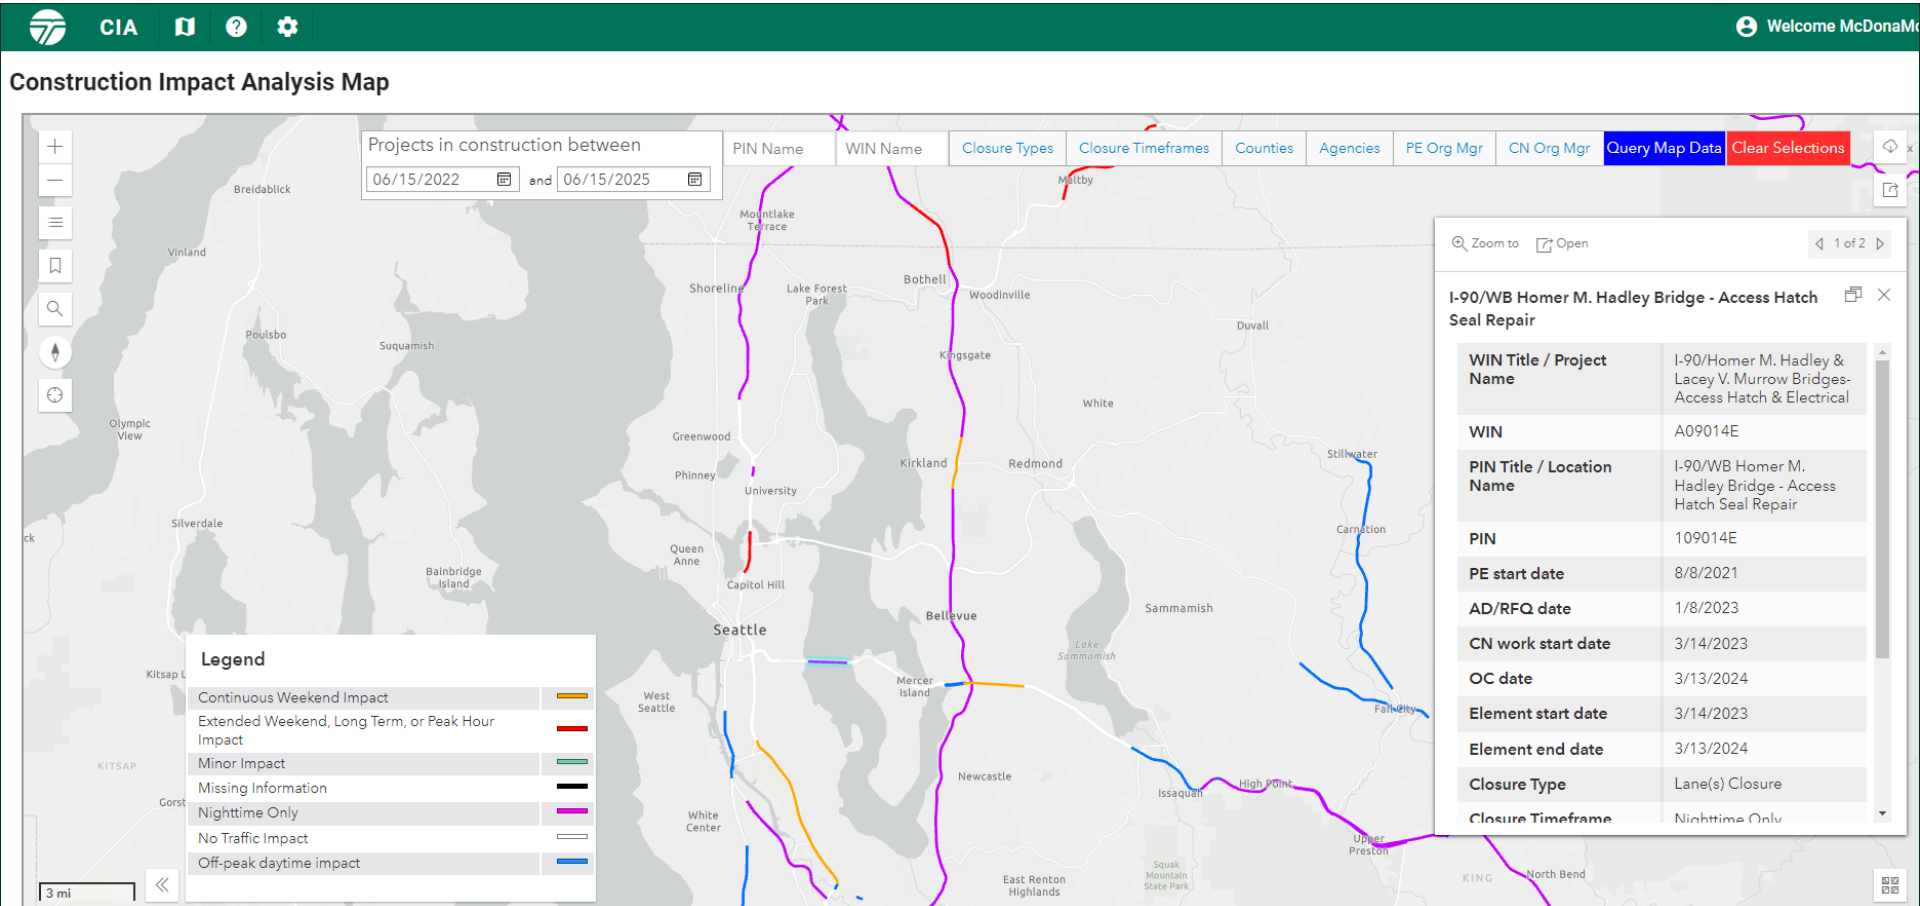 CIA
Welcome McDonaMc
Construction Impact Analysis Map
Projects in construction between
06/15/2022 and 06/15/2025
PIN Name
WIN Name
Closure Types
Closure Timeframes
Counties
Agencies
PE Org Mgr
CN Org Mgr
Query Map Data
Clear Selections
Maltby
Breidablick
Mountlake
Terrace
Vinland
Bothell
Shoreline
Lake Forest
Park
Woodinville
Duvall
Poulsbo
Suquamish
Kingsgate
White
Olympic
View
Greenwood
Kirkland
Redmond
Stillwater
Phinney
University
Silverdale
Carnation
ck
Queen
Anne
Bainbridge
Island
Capitol Hill
Sammamish
Bellevue
Seattle
Lake
Sammamish
Kitsap L
Mercer
Island
West
Seattle
Fall City
KITSAP
Newcastle
High Point
Issaquah
Gorst
White
Center
Upper
Preston
Squak
Mountain
State Park
East Renton
Highlands
KING
North Bend
Legend
Continuous Weekend Impact
Extended Weekend, Long Term, or Peak Hour
Impact
Minor Impact
Missing Information
Nighttime Only
No Traffic Impact
Off-peak daytime impact
3 mi
Zoom to
Open
1 of 2
I-90/WB Homer M. Hadley Bridge - Access Hatch
Seal Repair
WIN Title / Project
Name
I-90/Homer M. Hadley &
Lacey V. Murrow Bridges-
Access Hatch & Electrical
WIN
A09014E
PIN Title / Location
Name
I-90/WB Homer M.
Hadley Bridge - Access
Hatch Seal Repair
PIN
109014E
PE start date
8/8/2021
AD/RFQ date
1/8/2023
CN work start date
3/14/2023
OC date
3/13/2024
Element start date
3/14/2023
Element end date
3/13/2024
Closure Type
Lane(s) Closure
Closure Timeframe
Nighttime Only